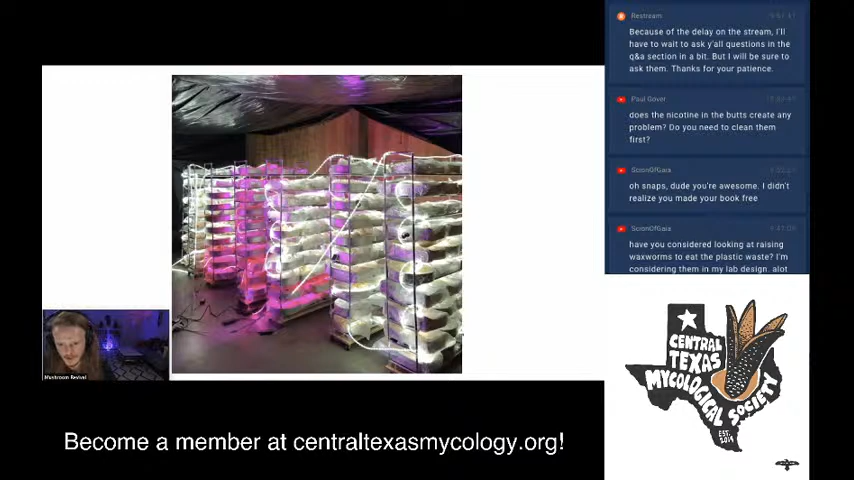 Restream
Because of the delay on the stream, I'll
have to wait to ask y'all questions in the
q&a section in a bit. But I will be sure to
ask them. Thanks for your patience.
Paul Gover
does the nicotine in the butts create any
problem? Do you need to clean them
first?
SonOfGaia
oh snaps, dude you're awesome. I didn't
realize you made your book free
SonOfGaia
have you considered looking at raising
waxworms to eat the plastic waste? I'm
considering them in my lab design: alot
Mushroom Revival
CENTRAL
TEXAS
MYCOLOGICAL SOCIETY
EST.
2019
Become a member at centraltexasmycology.org!